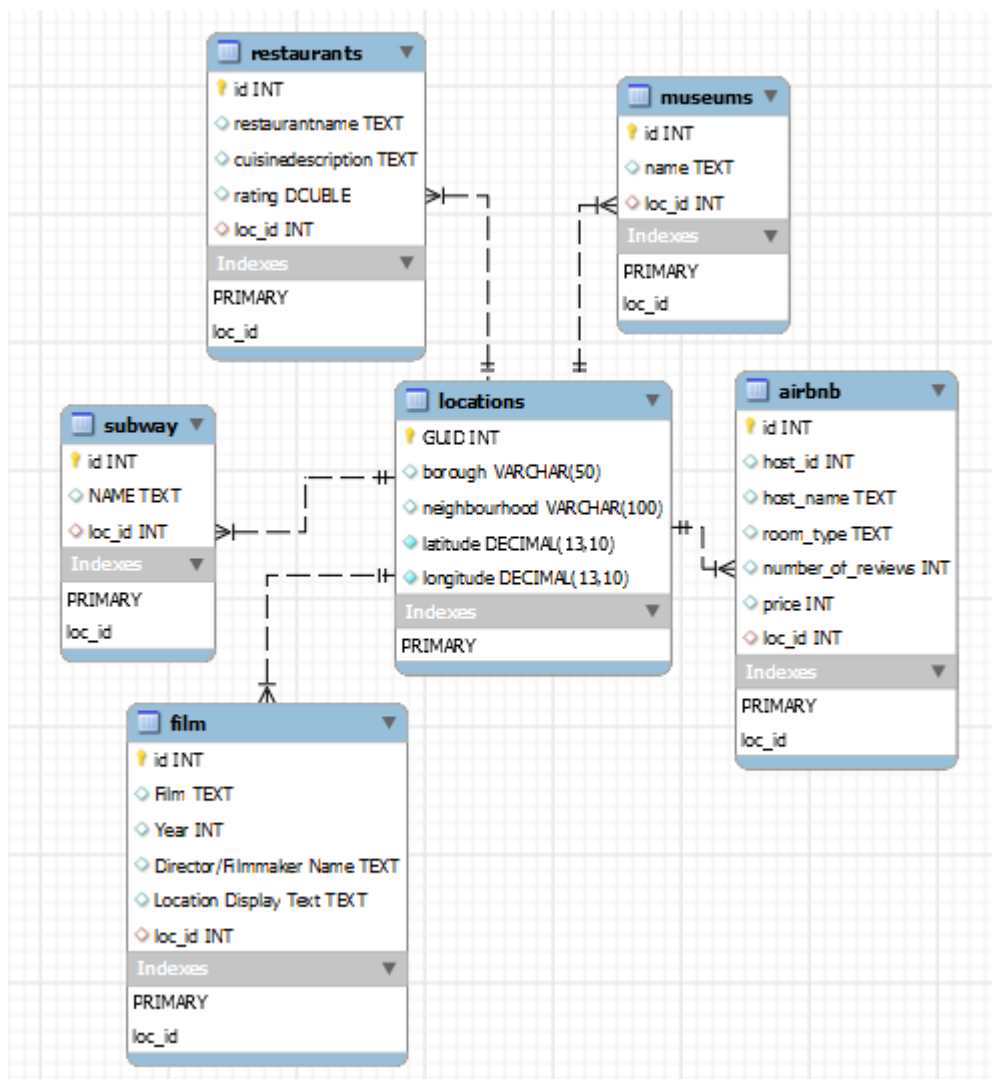 restaurants
id INT
restaurantname TEXT
cuisinedescription TEXT
rating DOUBLE
loc_id INT
Indexes
PRIMARY
loc_id
museums
id INT
name TEXT
loc_id INT
Indexes
PRIMARY
loc_id
subway
id INT
NAME TEXT
loc_id INT
Indexes
PRIMARY
loc_id
locations
GUID INT
borough VARCHAR(50)
neighbourhood VARCHAR(100)
latitude DECIMAL(13,10)
longitude DECIMAL(13,10)
Indexes
PRIMARY
airbnb
id INT
host_id INT
host_name TEXT
room_type TEXT
number_of_reviews INT
price INT
loc_id INT
Indexes
PRIMARY
loc_id
film
id INT
Film TEXT
Year INT
Director/Filmmaker Name TEXT
Location Display Text TEXT
loc_id INT
Indexes
PRIMARY
loc_id